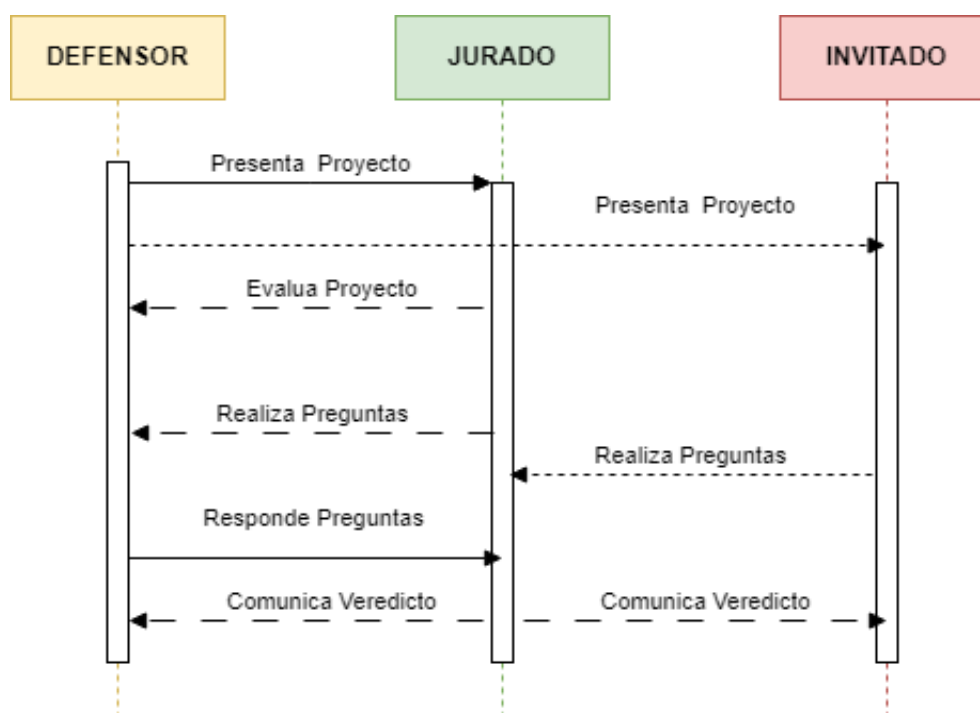 DEFENSOR
JURADO
INVITADO
Presenta Proyecto
Presenta Proyecto
Evalua Proyecto
Realiza Preguntas
Realiza Preguntas
Responde Preguntas
Comunica Veredicto
Comunica Veredicto